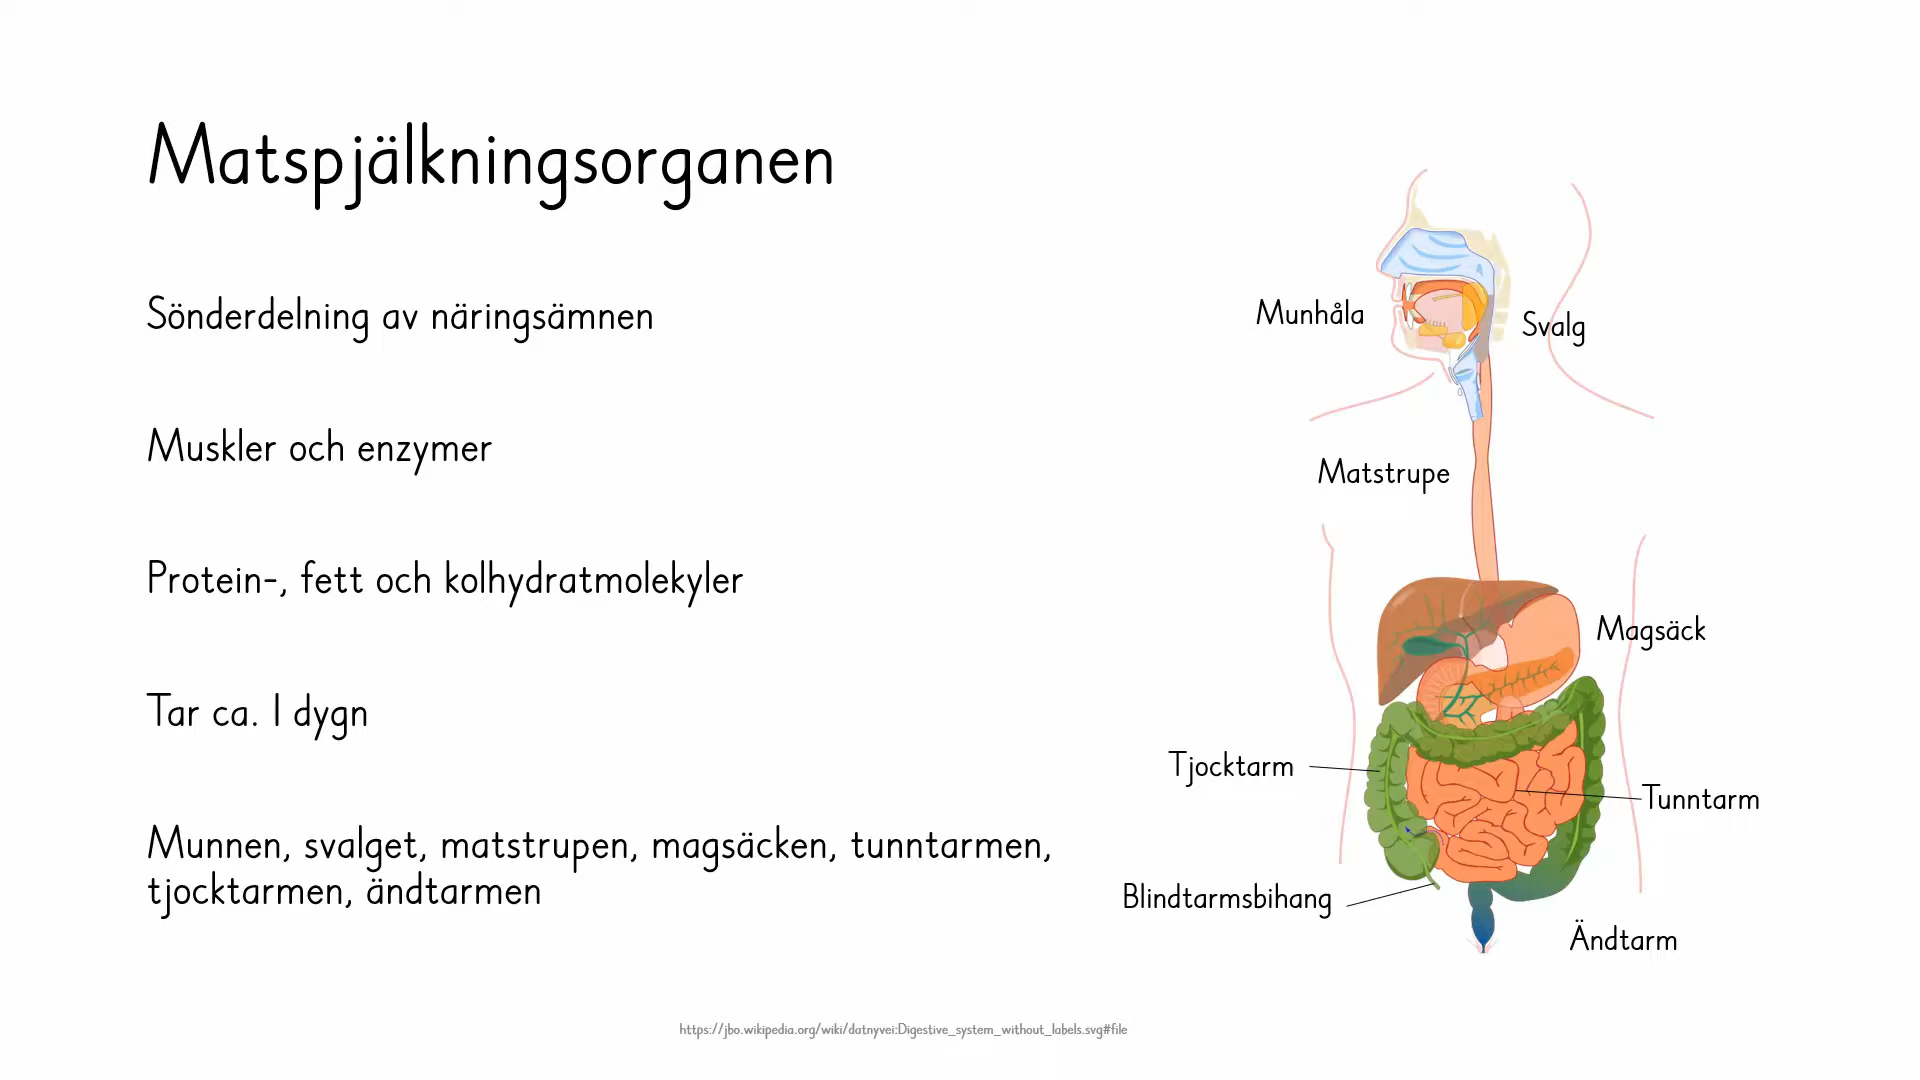 Matspjälkningsorganen
Sönderdelning av näringsämnen
Muskler och enzymer
Protein-, fett och kolhydratmolekyler
Tar ca. 1 dygn
Munnen, svalget, matstrupen, magsäcken, tunntarmen,
tjocktarmen, ändtarmen
Munhåla
Svalg
Matstrupe
Magsäck
Tjocktarm
Tunntarm
Blindtarmsbihang
Ändtarm
https://jbo.wikipedia.org/wiki/datnyvei:Digestive_system_without_labels.svg#file